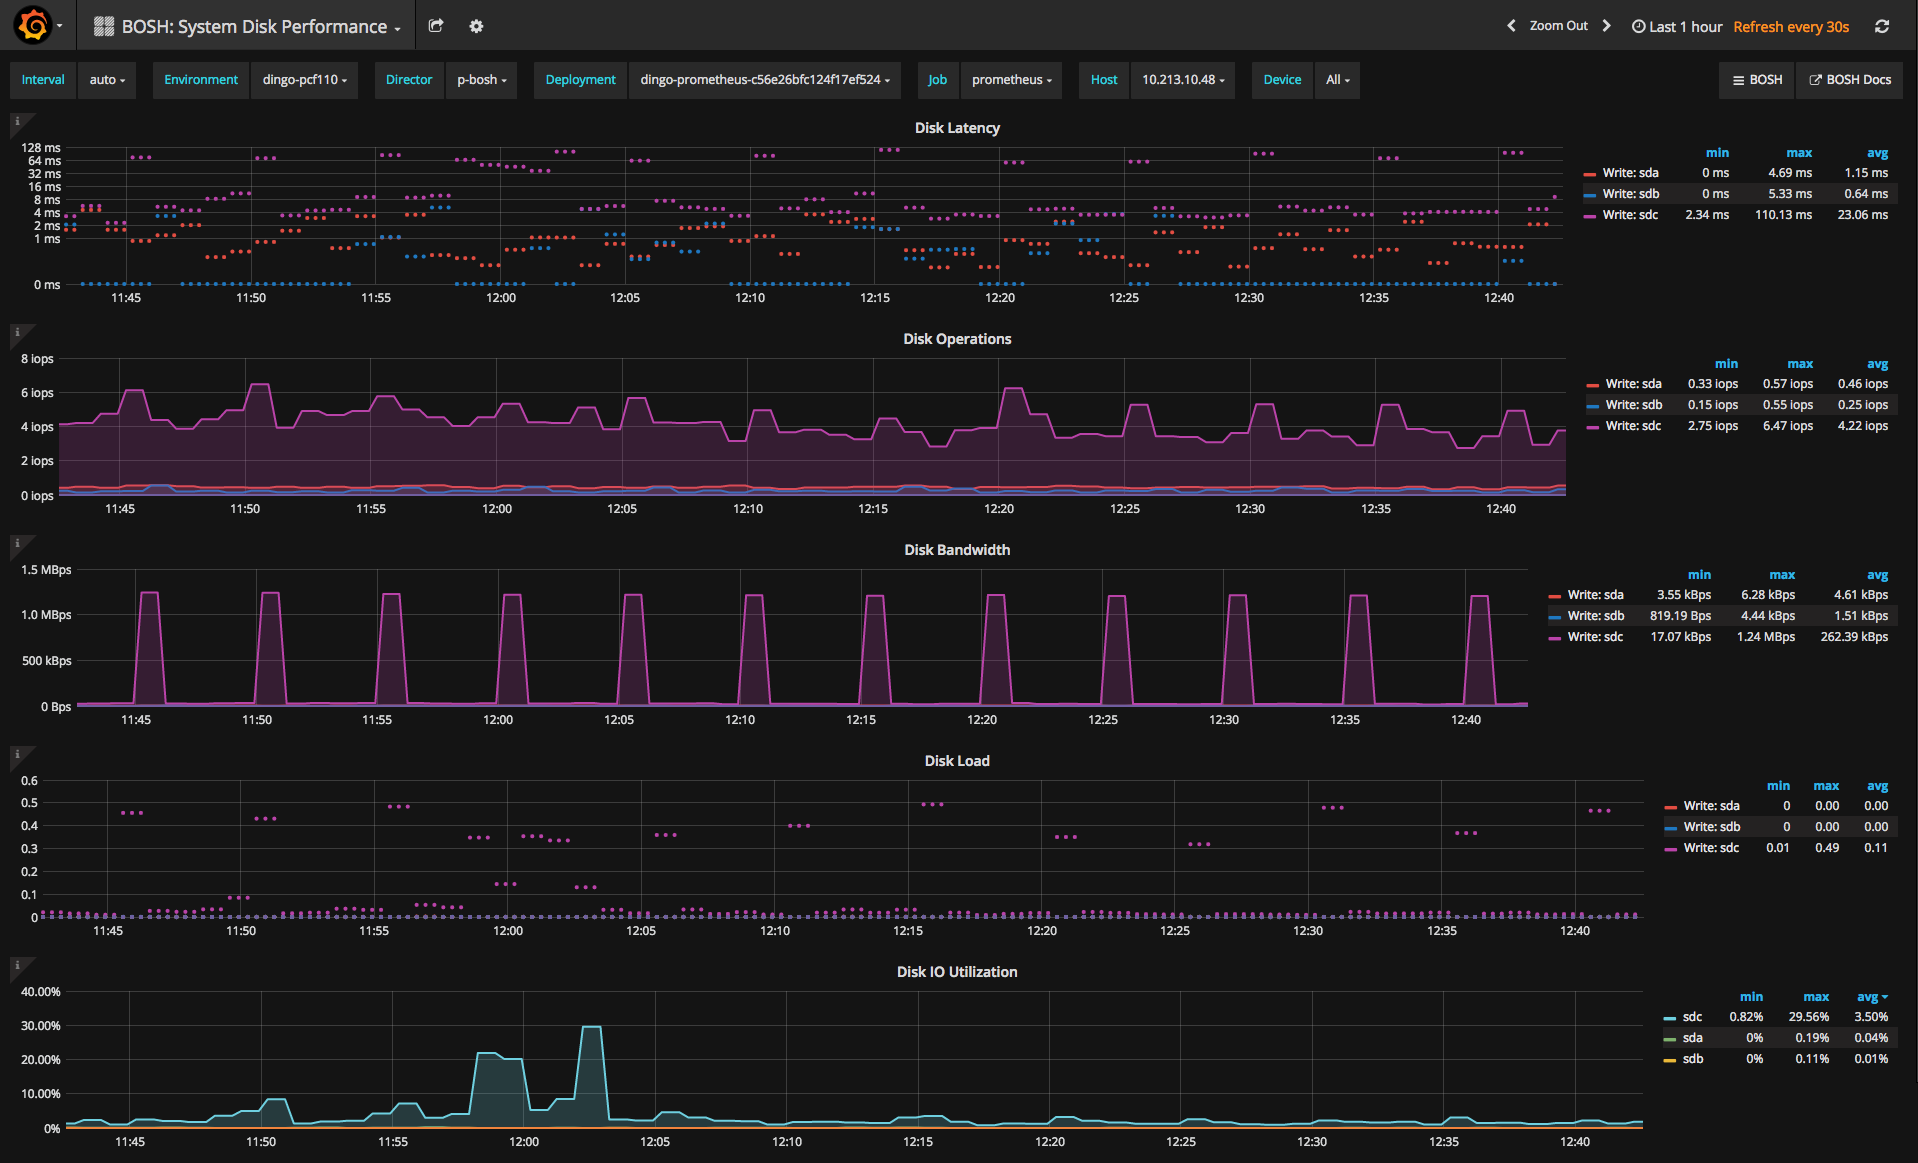 BOSH: System Disk Performance Zoom Out Last 1 hour Refresh every 30s
Interval auto Environment dingo-pcf110 Director p-bosh Deployment dingo-prometheus-c56e26bfc124f17ef524 Job prometheus Host 10.213.10.48 Device All BOSH BOSH Docs
i
Disk Latency
128 ms
64 ms
32 ms
16 ms
8 ms
4 ms
2 ms
1 ms
0 ms
11:45 11:50 11:55 12:00 12:05 12:10 12:15 12:20 12:25 12:30 12:35 12:40
min max avg
Write: sda 0 ms 4.69 ms 1.15 ms
Write: sdb 0 ms 5.33 ms 0.64 ms
Write: sdc 2.34 ms 110.13 ms 23.06 ms
i
Disk Operations
8 iops
6 iops
4 iops
2 iops
0 iops
11:45 11:50 11:55 12:00 12:05 12:10 12:15 12:20 12:25 12:30 12:35 12:40
min max avg
Write: sda 0.33 iops 0.57 iops 0.46 iops
Write: sdb 0.15 iops 0.55 iops 0.25 iops
Write: sdc 2.75 iops 6.47 iops 4.22 iops
i
Disk Bandwidth
1.5 MBps
1.0 MBps
500 kBps
0 Bps
11:45 11:50 11:55 12:00 12:05 12:10 12:15 12:20 12:25 12:30 12:35 12:40
min max avg
Write: sda 3.55 kBps 6.28 kBps 4.61 kBps
Write: sdb 819.19 Bps 4.44 kBps 1.51 kBps
Write: sdc 17.07 kBps 1.24 MBps 262.39 kBps
i
Disk Load
0.6
0.5
0.4
0.3
0.2
0.1
0
11:45 11:50 11:55 12:00 12:05 12:10 12:15 12:20 12:25 12:30 12:35 12:40
min max avg
Write: sda 0 0.00 0.00
Write: sdb 0 0.00 0.00
Write: sdc 0.01 0.49 0.11
i
Disk IO Utilization
40.00%
30.00%
20.00%
10.00%
0%
11:45 11:50 11:55 12:00 12:05 12:10 12:15 12:20 12:25 12:30 12:35 12:40
min max avg
sdc 0.82% 29.56% 3.50%
sda 0% 0.19% 0.04%
sdb 0% 0.11% 0.01%